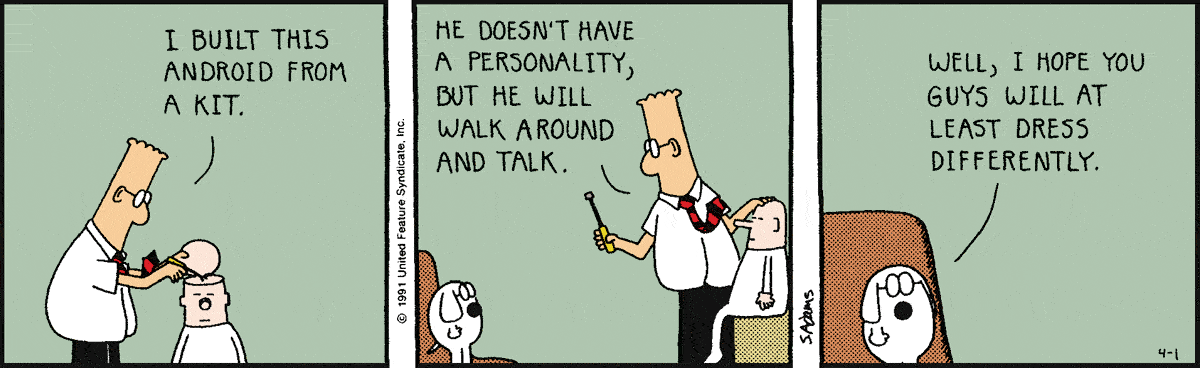 I BUILT THIS
ANDROID FROM
A KIT.
© 1991 United Feature Syndicate, Inc.
HE DOESN'T HAVE
A PERSONALITY,
BUT HE WILL
WALK AROUND
AND TALK.
S.Adams
WELL, I HOPE YOU
GUYS WILL AT
LEAST DRESS
DIFFERENTLY.
4-1